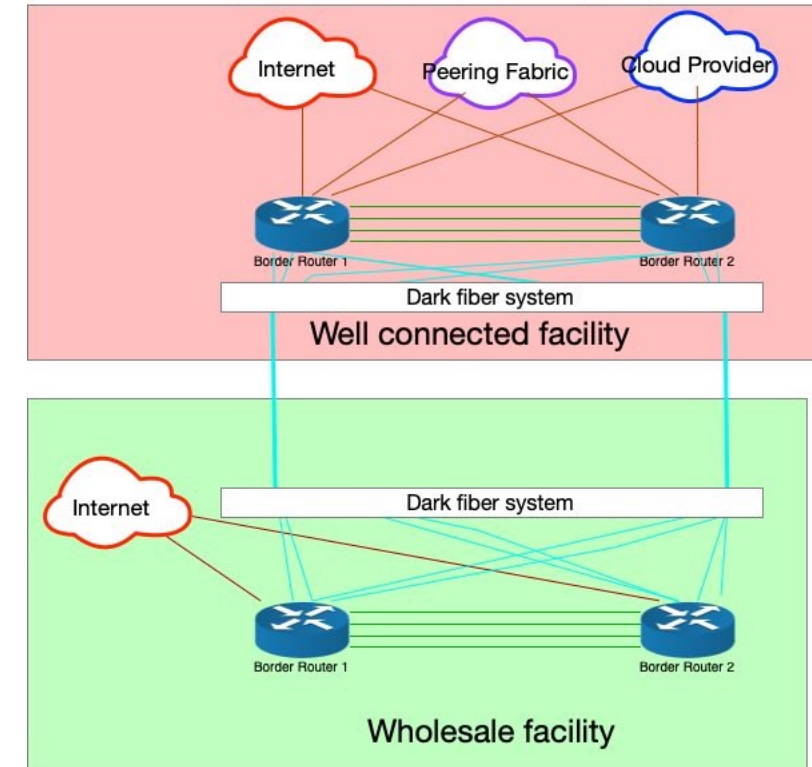 Internet
Peering Fabric
Cloud Provider
Border Router 1
Border Router 2
Dark fiber system
Well connected facility
Internet
Dark fiber system
Border Router 1
Border Router 2
Wholesale facility